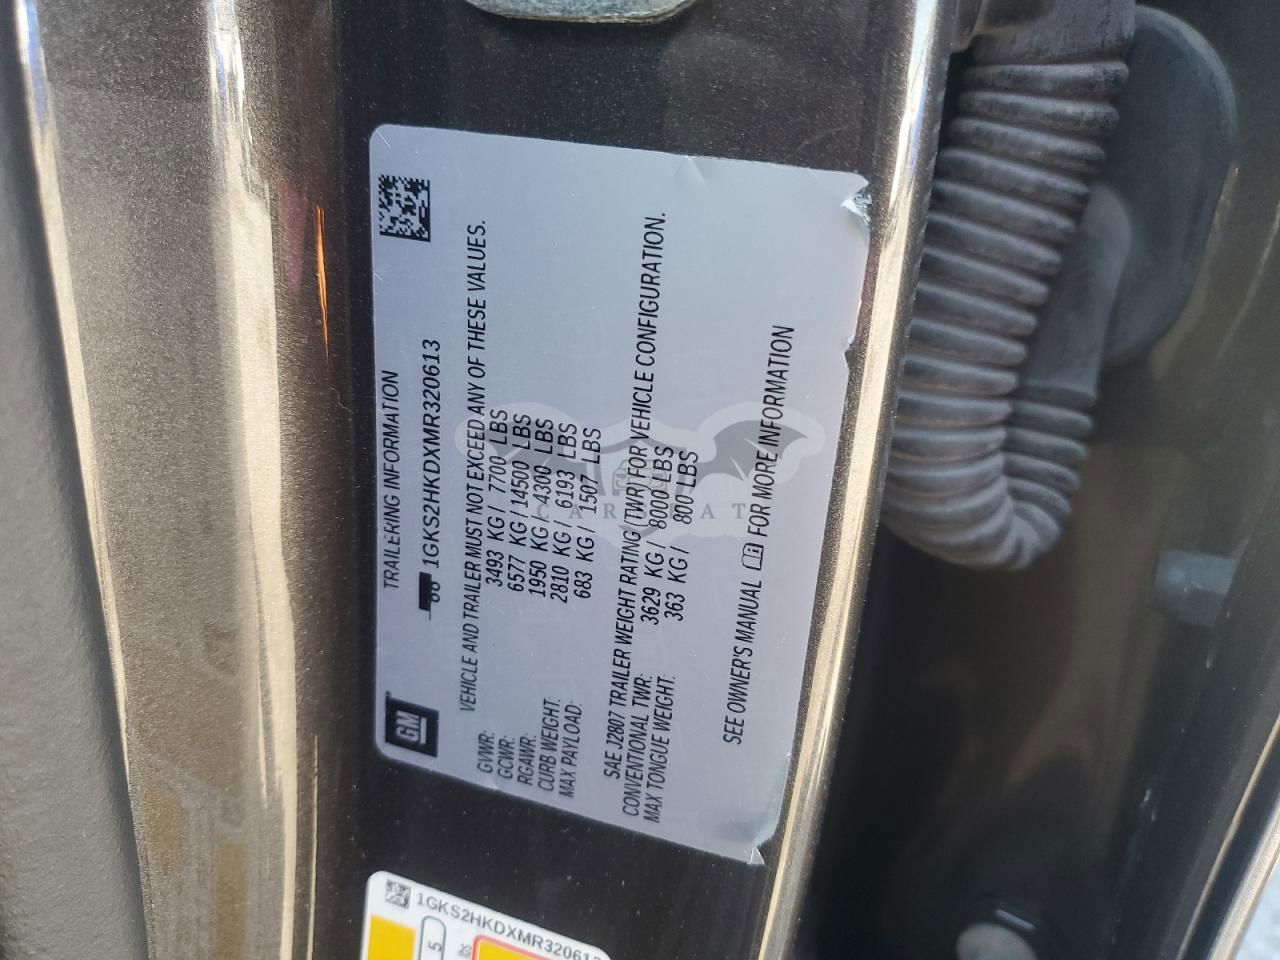 GM
TRAILERING INFORMATION
1GKS2HKDXMR320613
VEHICLE AND TRAILER MUST NOT EXCEED ANY OF THESE VALUES.
GVWR: 3493 KG / 7700 LBS
GCWR: 6577 KG / 14500 LBS
RGAWR: 1950 KG / 4300 LBS
CURB WEIGHT: 2810 KG / 6193 LBS
MAX PAYLOAD: 683 KG / 1507 LBS
SAE J2807 TRAILER WEIGHT RATING (TWR) FOR VEHICLE CONFIGURATION.
CONVENTIONAL TWR: 3629 KG / 8000 LBS
MAX TONGUE WEIGHT: 363 KG / 800 LBS
SEE OWNER'S MANUAL FOR MORE INFORMATION
1GKS2HKDXMR320613
5